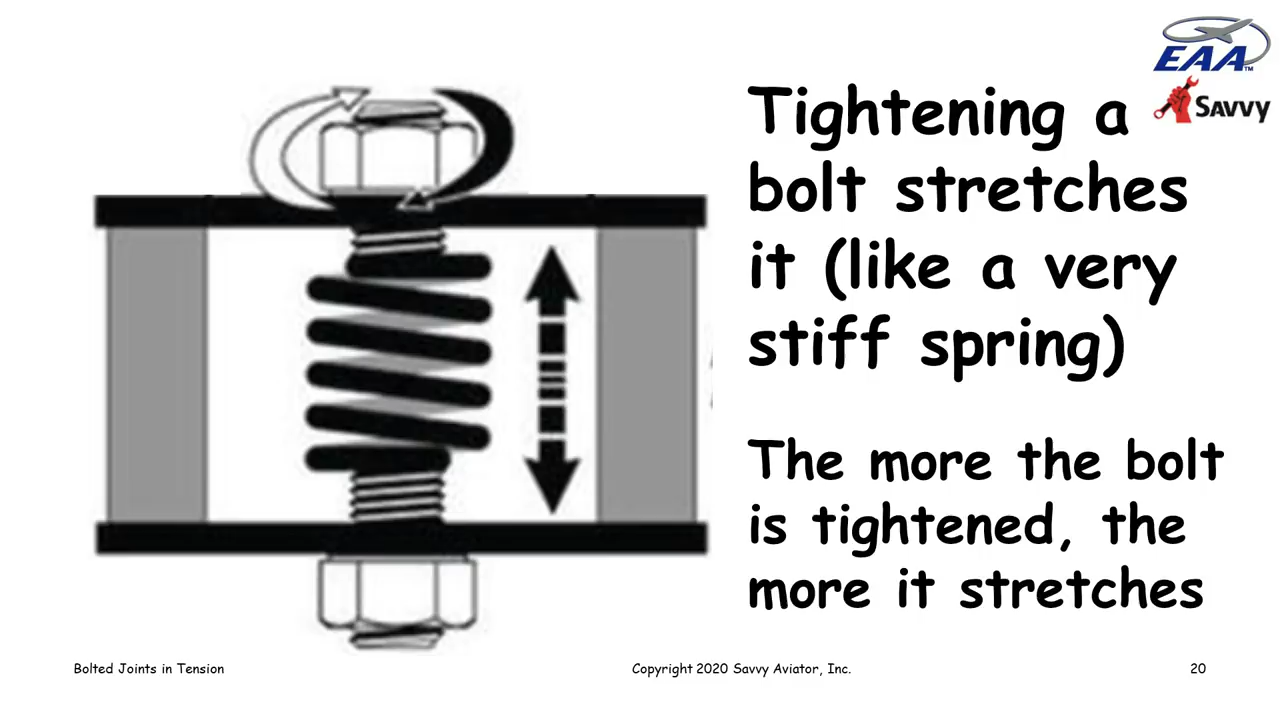 EAA™
Savvy
Tightening a
bolt stretches
it (like a very
stiff spring)
The more the bolt
is tightened, the
more it stretches
Bolted Joints in Tension
Copyright 2020 Savvy Aviator, Inc.
20